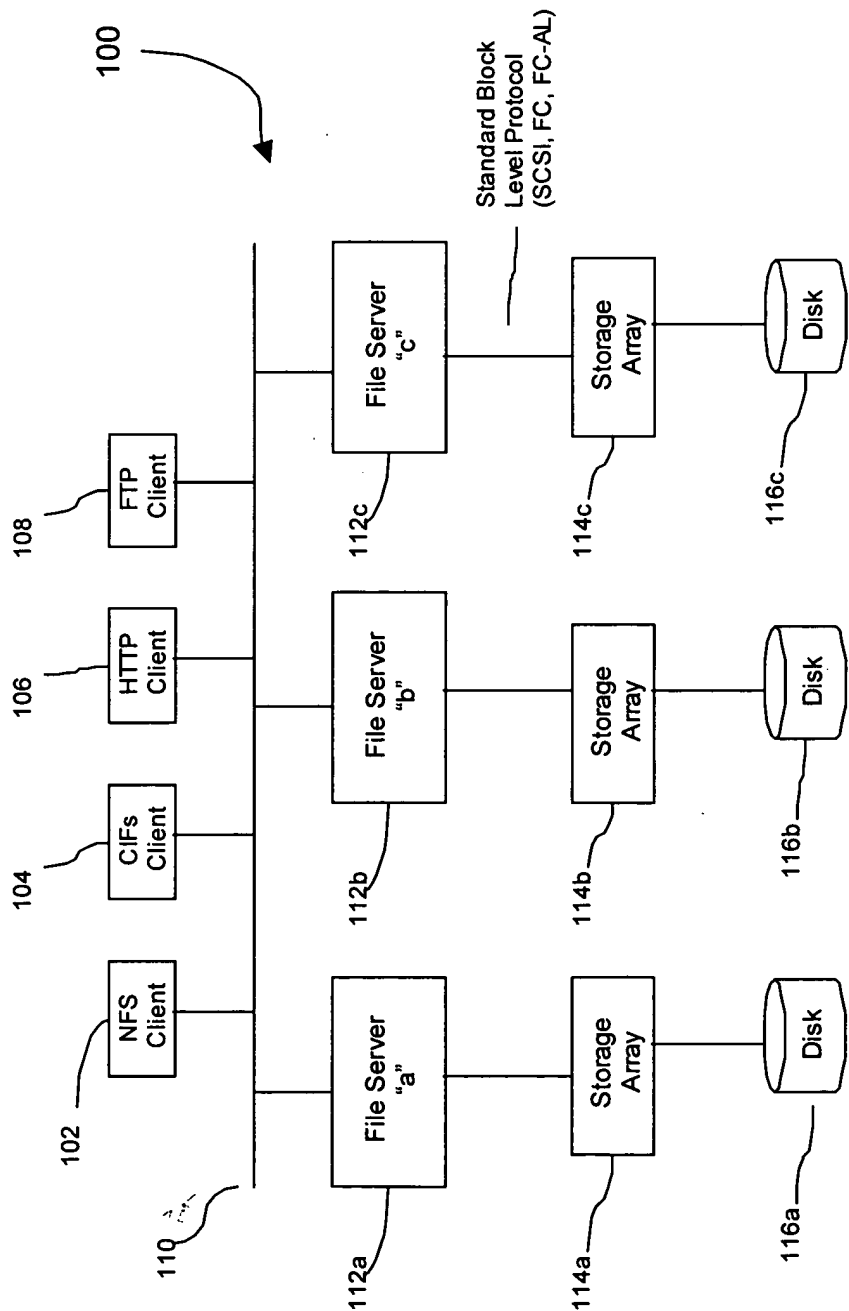 100
108
FTP
Client
106
HTTP
Client
104
CIFs
Client
102
NFS
Client
110
112a
File Server
"a"
112b
File Server
"b"
112c
File Server
"c"
Standard Block
Level Protocol
(SCSI, FC, FC-AL)
114a
Storage
Array
114b
Storage
Array
114c
Storage
Array
116a
Disk
116b
Disk
116c
Disk